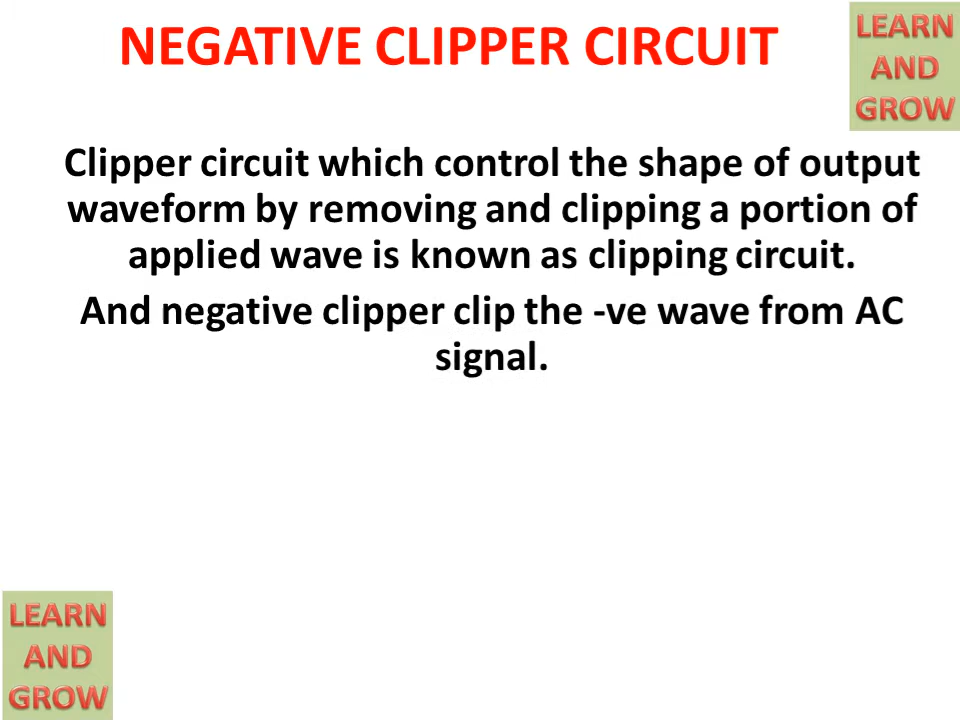 NEGATIVE CLIPPER CIRCUIT
LEARN
AND
GROW
Clipper circuit which control the shape of output
waveform by removing and clipping a portion of
applied wave is known as clipping circuit.
And negative clipper clip the -ve wave from AC
signal.
LEARN
AND
GROW